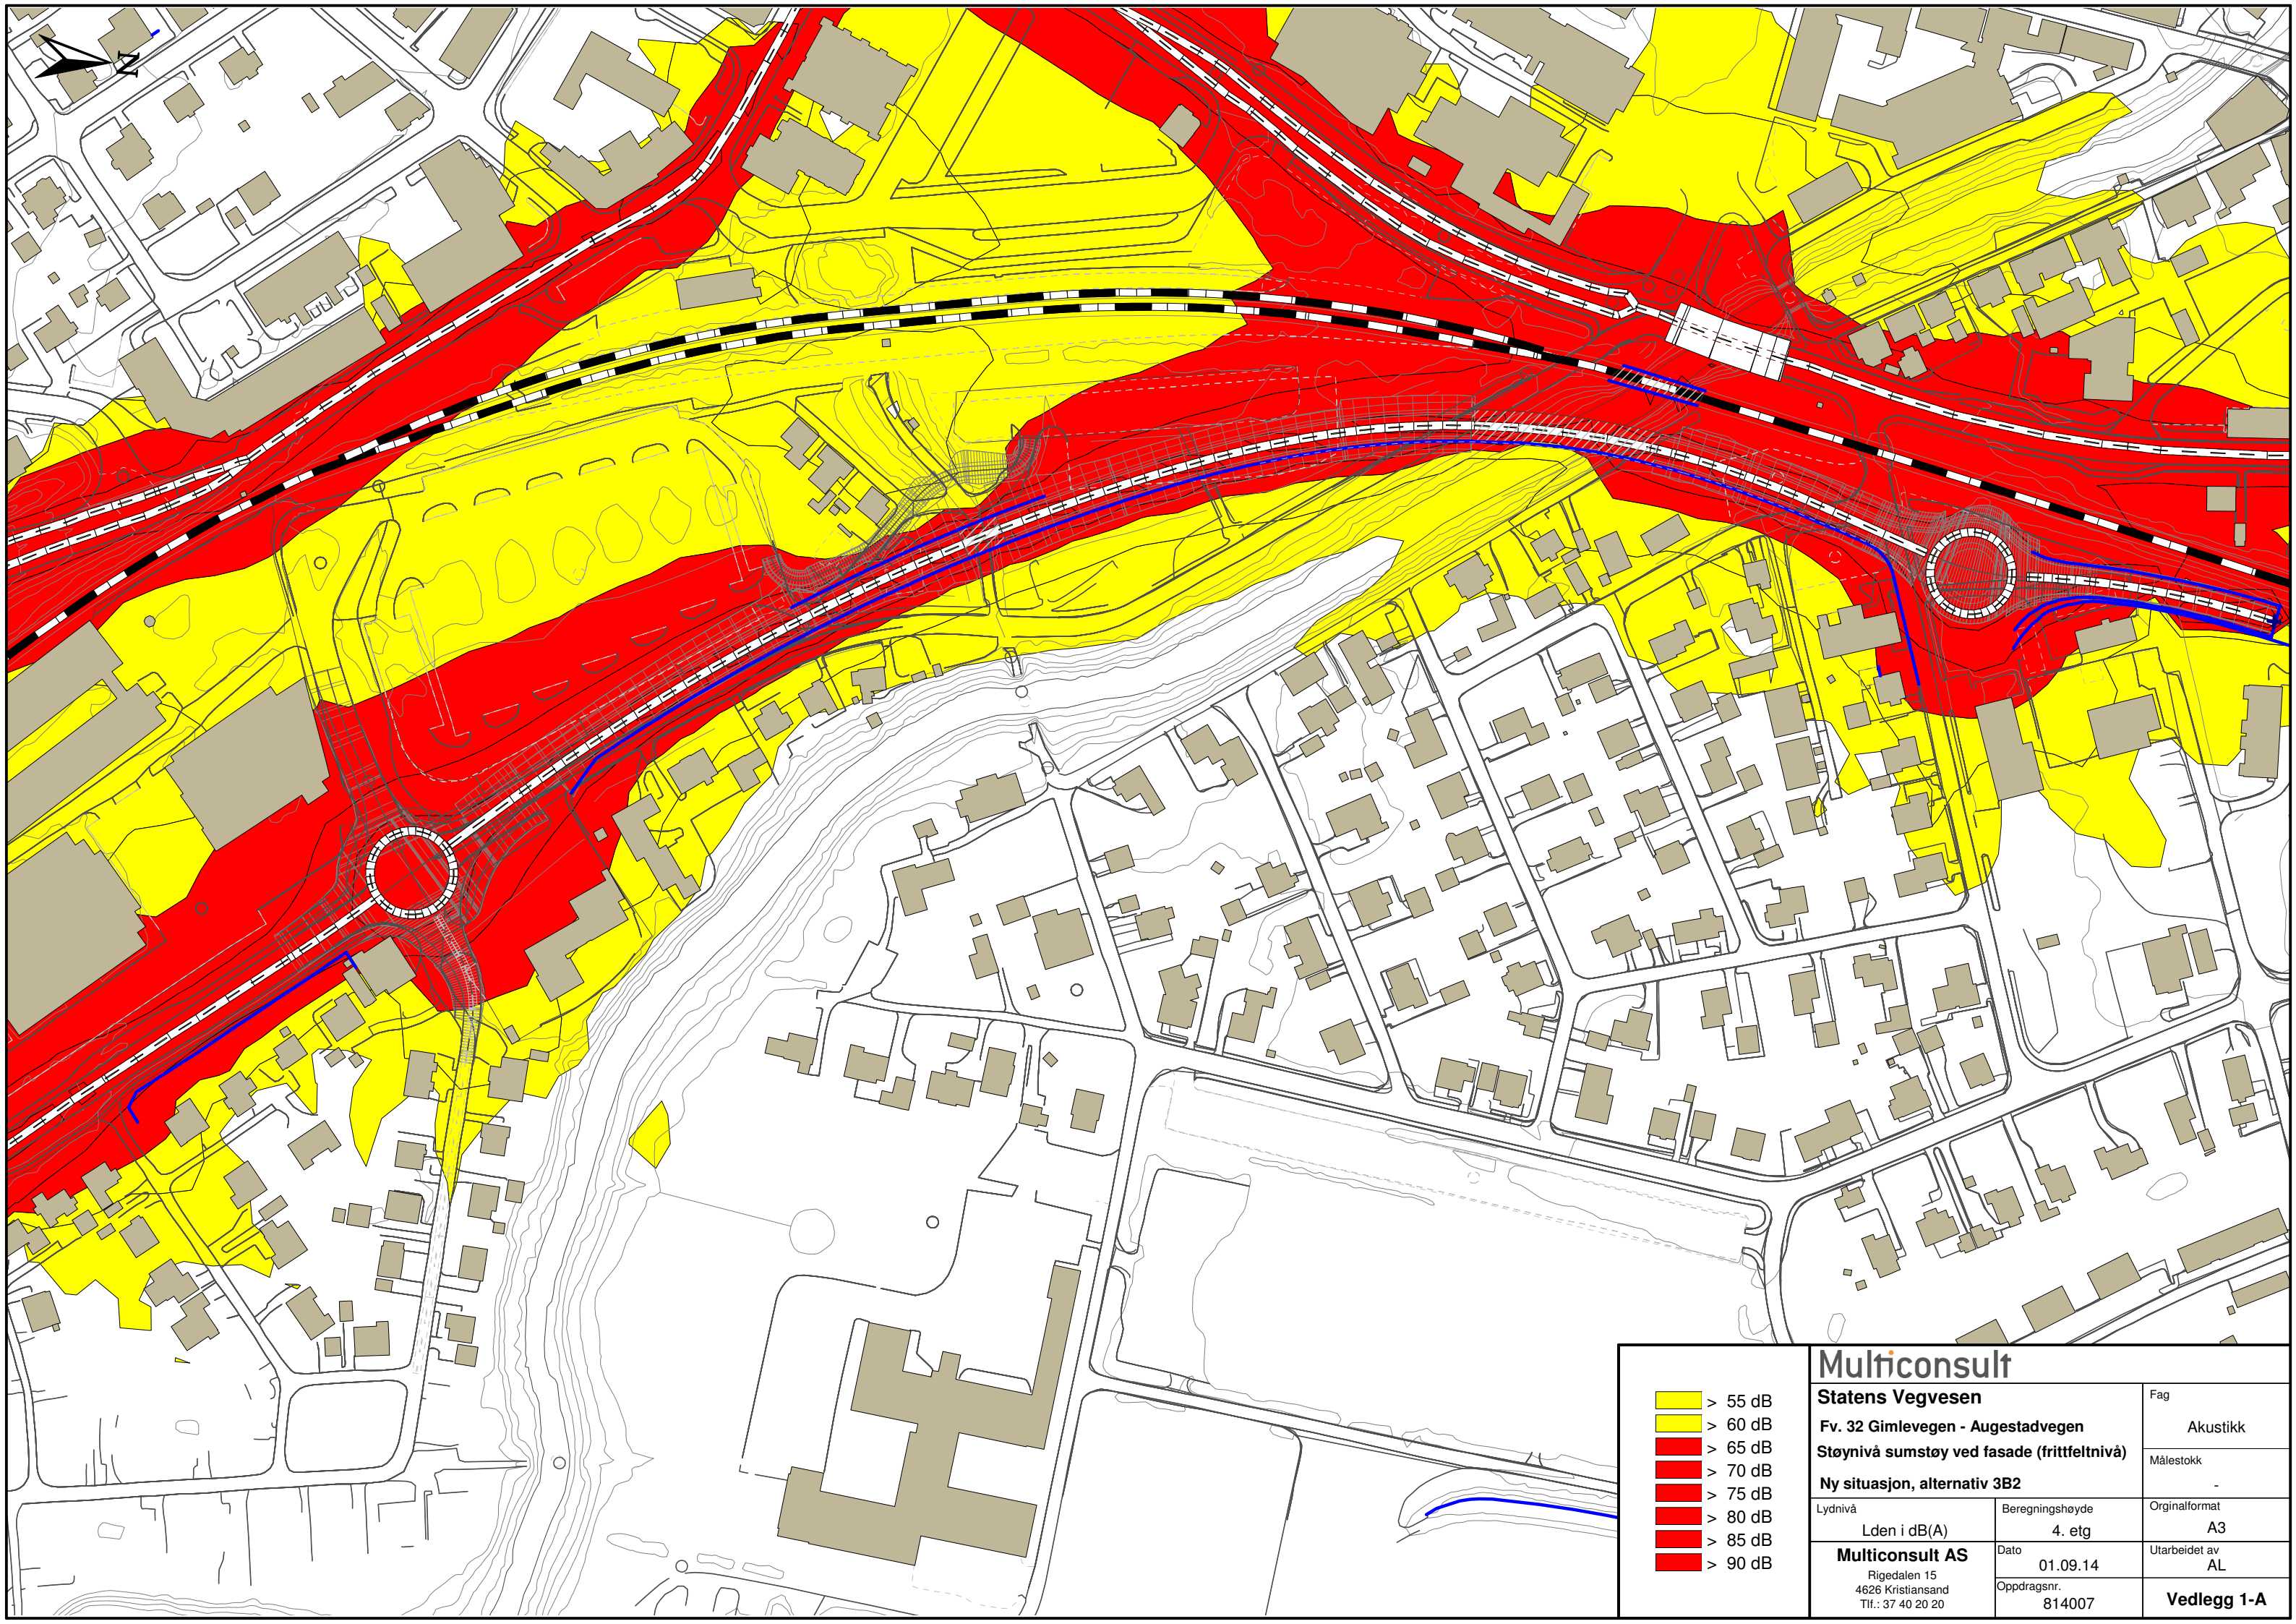 N
> 55 dB
> 60 dB
> 65 dB
> 70 dB
> 75 dB
> 80 dB
> 85 dB
> 90 dB
Multiconsult
Statens Vegvesen
Fv. 32 Gimlevegen - Augestadvegen
Støynivå sumstøy ved fasade (frittfeltnivå)
Ny situasjon, alternativ 3B2
Fag
Akustikk
Målestokk
-
Lydnivå
Lden i dB(A)
Beregningshøyde
4. etg
Orginalformat
A3
Multiconsult AS
Rigedalen 15
4626 Kristiansand
Tlf.: 37 40 20 20
Dato
01.09.14
Utarbeidet av
AL
Oppdragsnr.
814007
Vedlegg 1-A